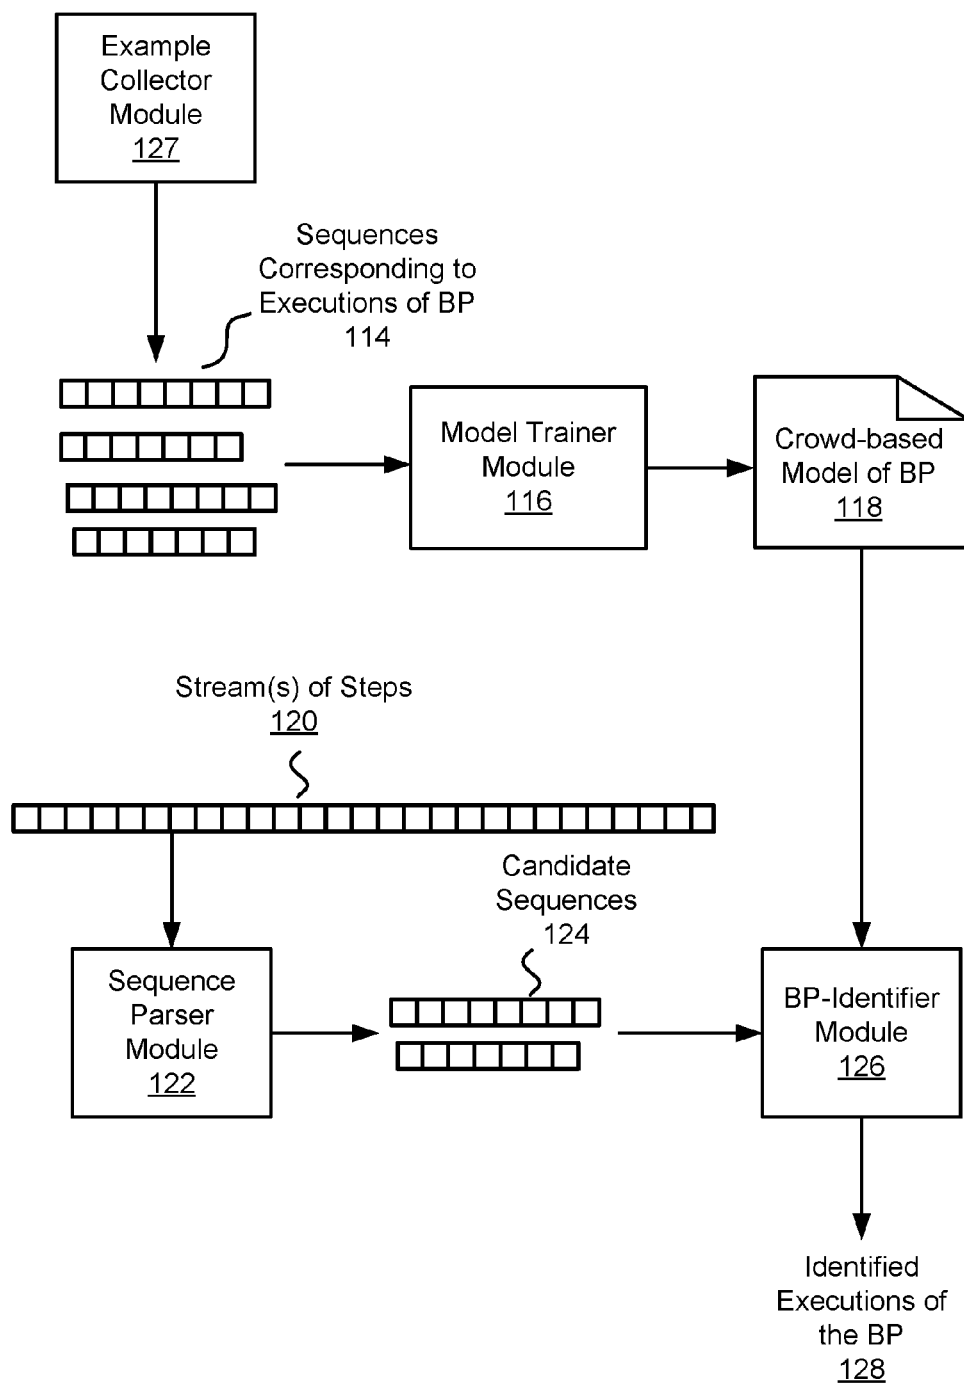 Example
Collector
Module
127
Sequences
Corresponding to
Executions of BP
114
Model Trainer
Module
116
Crowd-based
Model of BP
118
Stream(s) of Steps
120
Candidate
Sequences
124
Sequence
Parser
Module
122
BP-Identifier
Module
126
Identified
Executions of
the BP
128